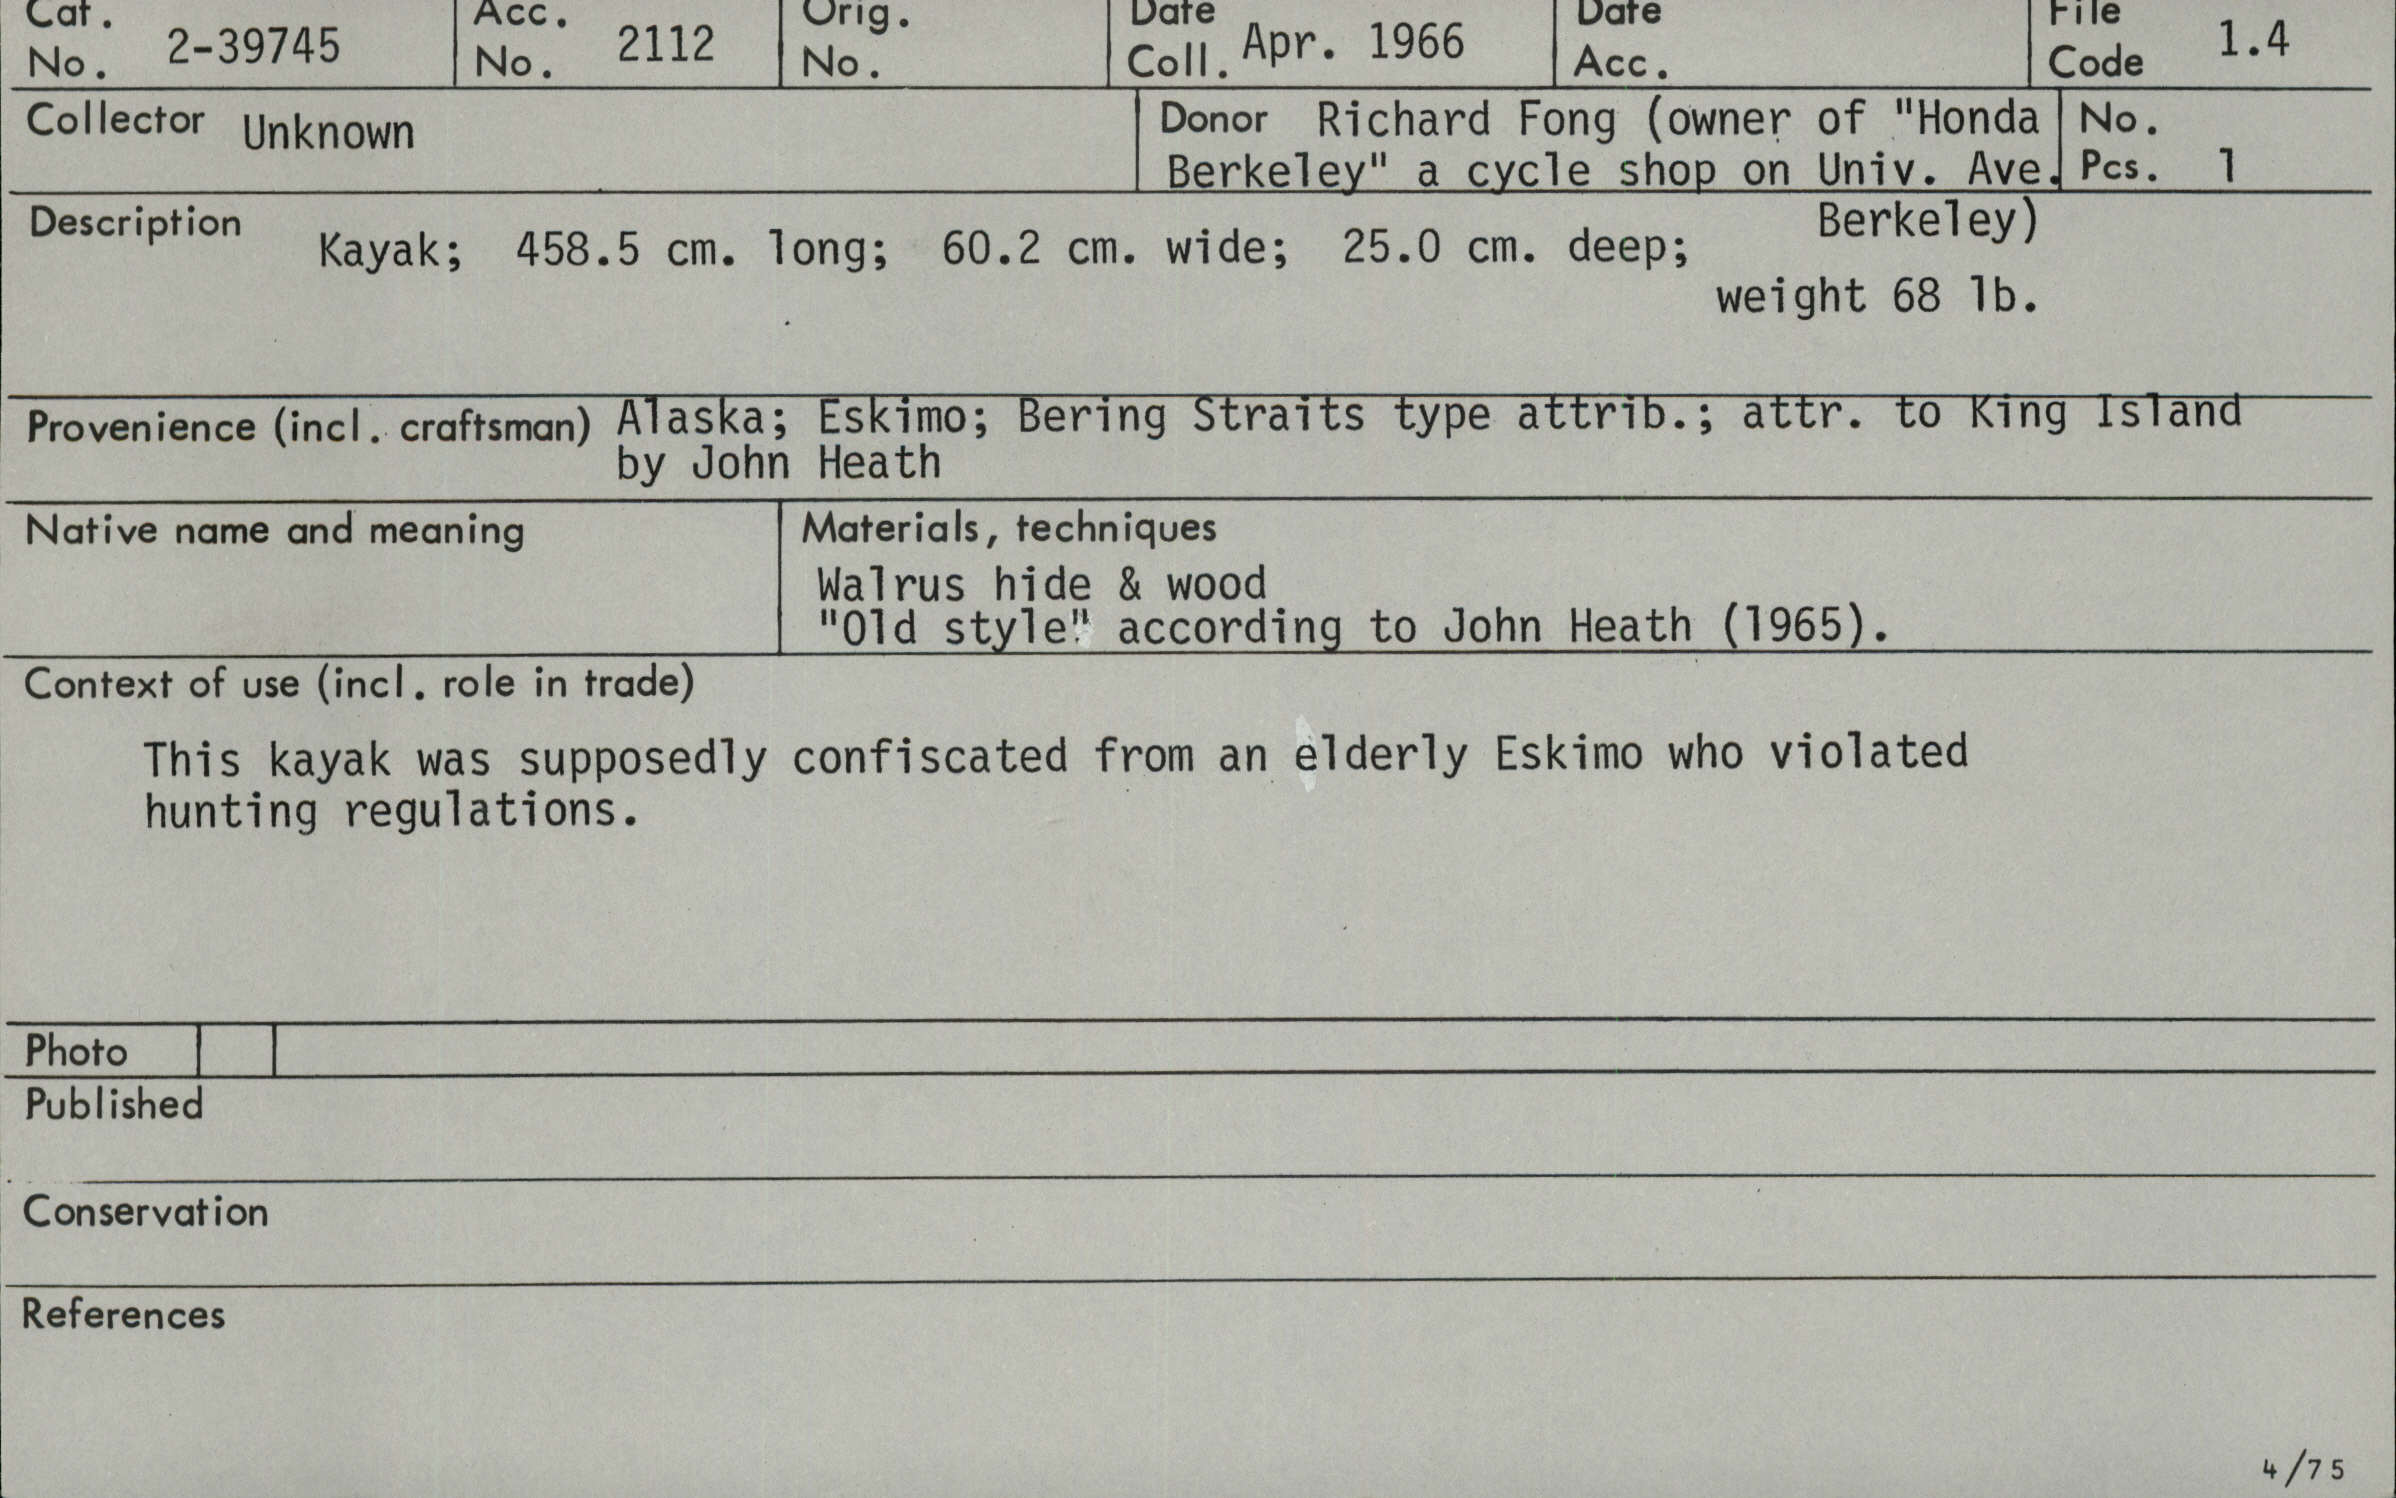 Cat. No. 2-39745 Acc. No. 2112 Orig. No. Date Coll. Apr. 1966 Date Acc. File Code 1.4
Collector Unknown
Donor Richard Fong (owner of "Honda
Berkeley" a cycle shop on Univ. Ave.
Berkeley)
No. Pcs. 1
Description
Kayak; 458.5 cm. long; 60.2 cm. wide; 25.0 cm. deep;
weight 68 lb.
Provenience (incl. craftsman) Alaska; Eskimo; Bering Straits type attrib.; attr. to King Island
by John Heath
Native name and meaning
Materials, techniques
Walrus hide & wood
"Old style" according to John Heath (1965).
Context of use (incl. role in trade)
This kayak was supposedly confiscated from an elderly Eskimo who violated
hunting regulations.
Photo
Published
Conservation
References
4/75